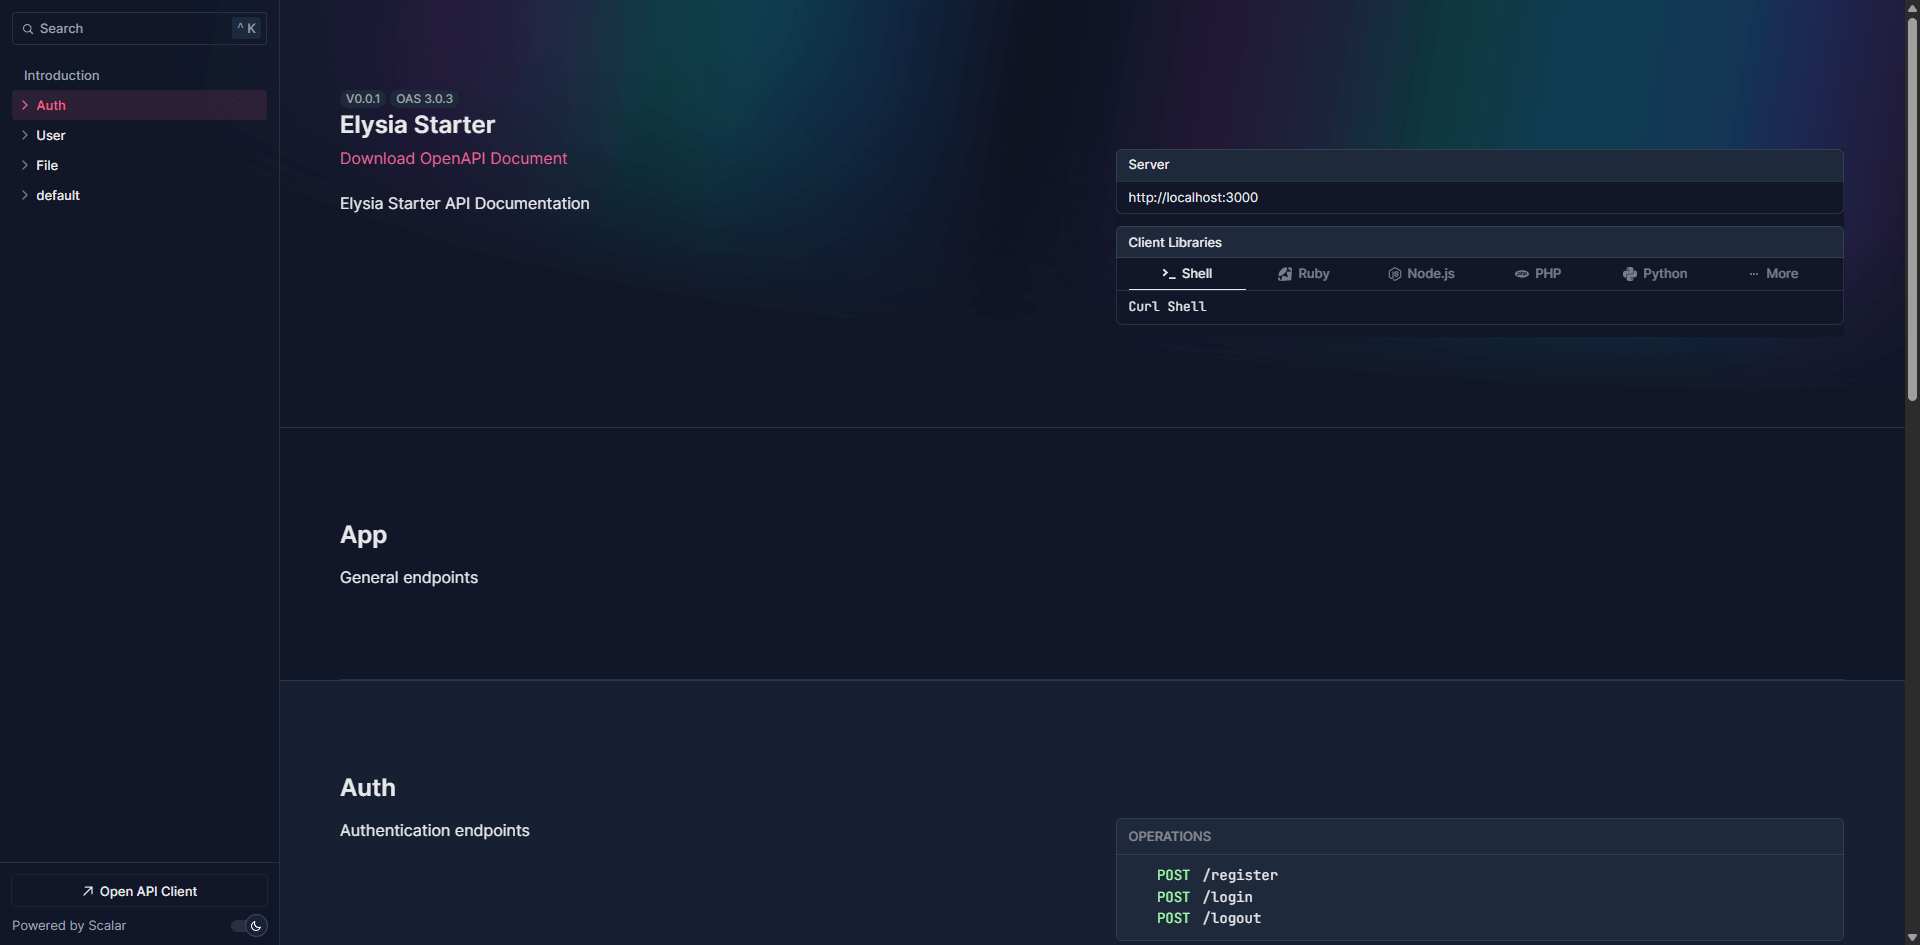 Search
^ K
Introduction
Auth
User
File
default
Open API Client
Powered by Scalar
V0.0.1 OAS 3.0.3
Elysia Starter
Download OpenAPI Document
Elysia Starter API Documentation
Server
http://localhost:3000
Client Libraries
Shell Ruby Node.js PHP Python More
Curl Shell
App
General endpoints
Auth
Authentication endpoints
OPERATIONS
POST /register
POST /login
POST /logout